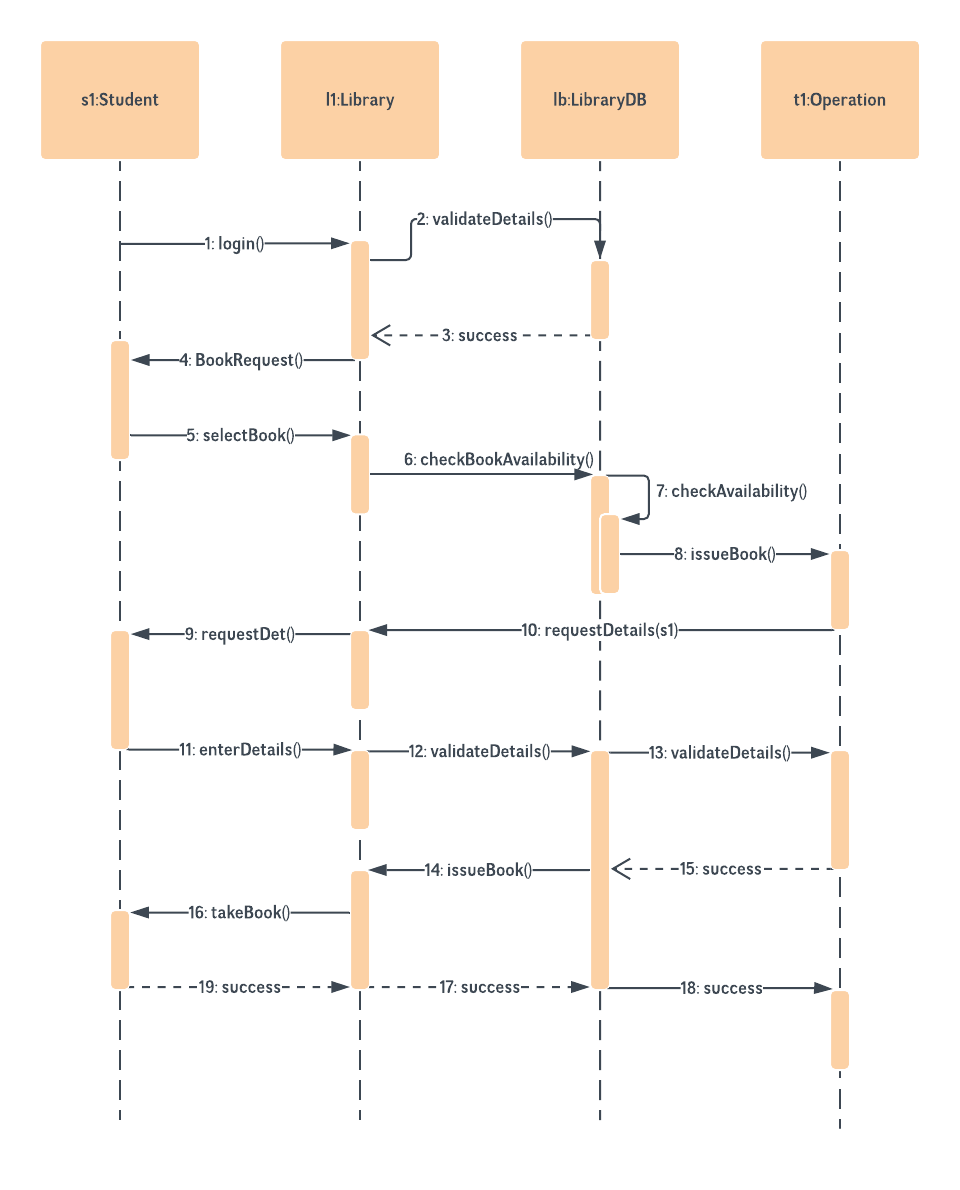 s1:Student
l1:Library
lb:LibraryDB
t1:Operation
2: validateDetails()
1: login()
3: success
4: BookRequest()
5: selectBook()
6: checkBookAvailability()
7: checkAvailability()
8: issueBook()
9: requestDet()
10: requestDetails(s1)
11: enterDetails()
12: validateDetails()
13: validateDetails()
14: issueBook()
15: success
16: takeBook()
19: success
17: success
18: success